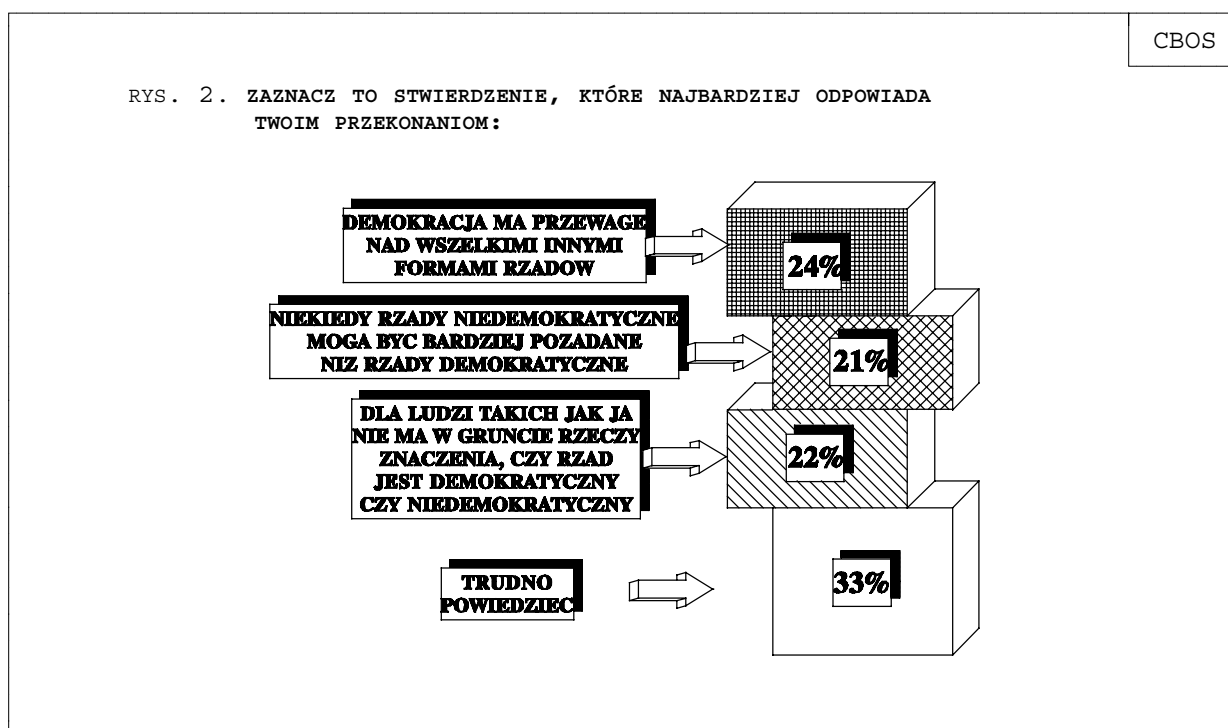 CBOS
RYS. 2. ZAZNACZ TO STWIERDZENIE, KTÓRE NAJBARDZIEJ ODPOWIADA
TWOIM PRZEKONANIOM:
DEMOKRACJA MA PRZEWAGE
NAD WSZELKIMI INNYMI
FORMAMI RZADOW
24%
NIEKIEDY RZADY NIEDEMOKRATYCZNE
MOGA BYC BARDZIEJ POZADANE
NIZ RZADY DEMOKRATYCZNE
21%
DLA LUDZI TAKICH JAK JA
NIE MA W GRUNCIE RZECZY
ZNACZENIA, CZY RZAD
JEST DEMOKRATYCZNY
CZY NIEDEMOKRATYCZNY
22%
TRUDNO
POWIEDZIEC
33%